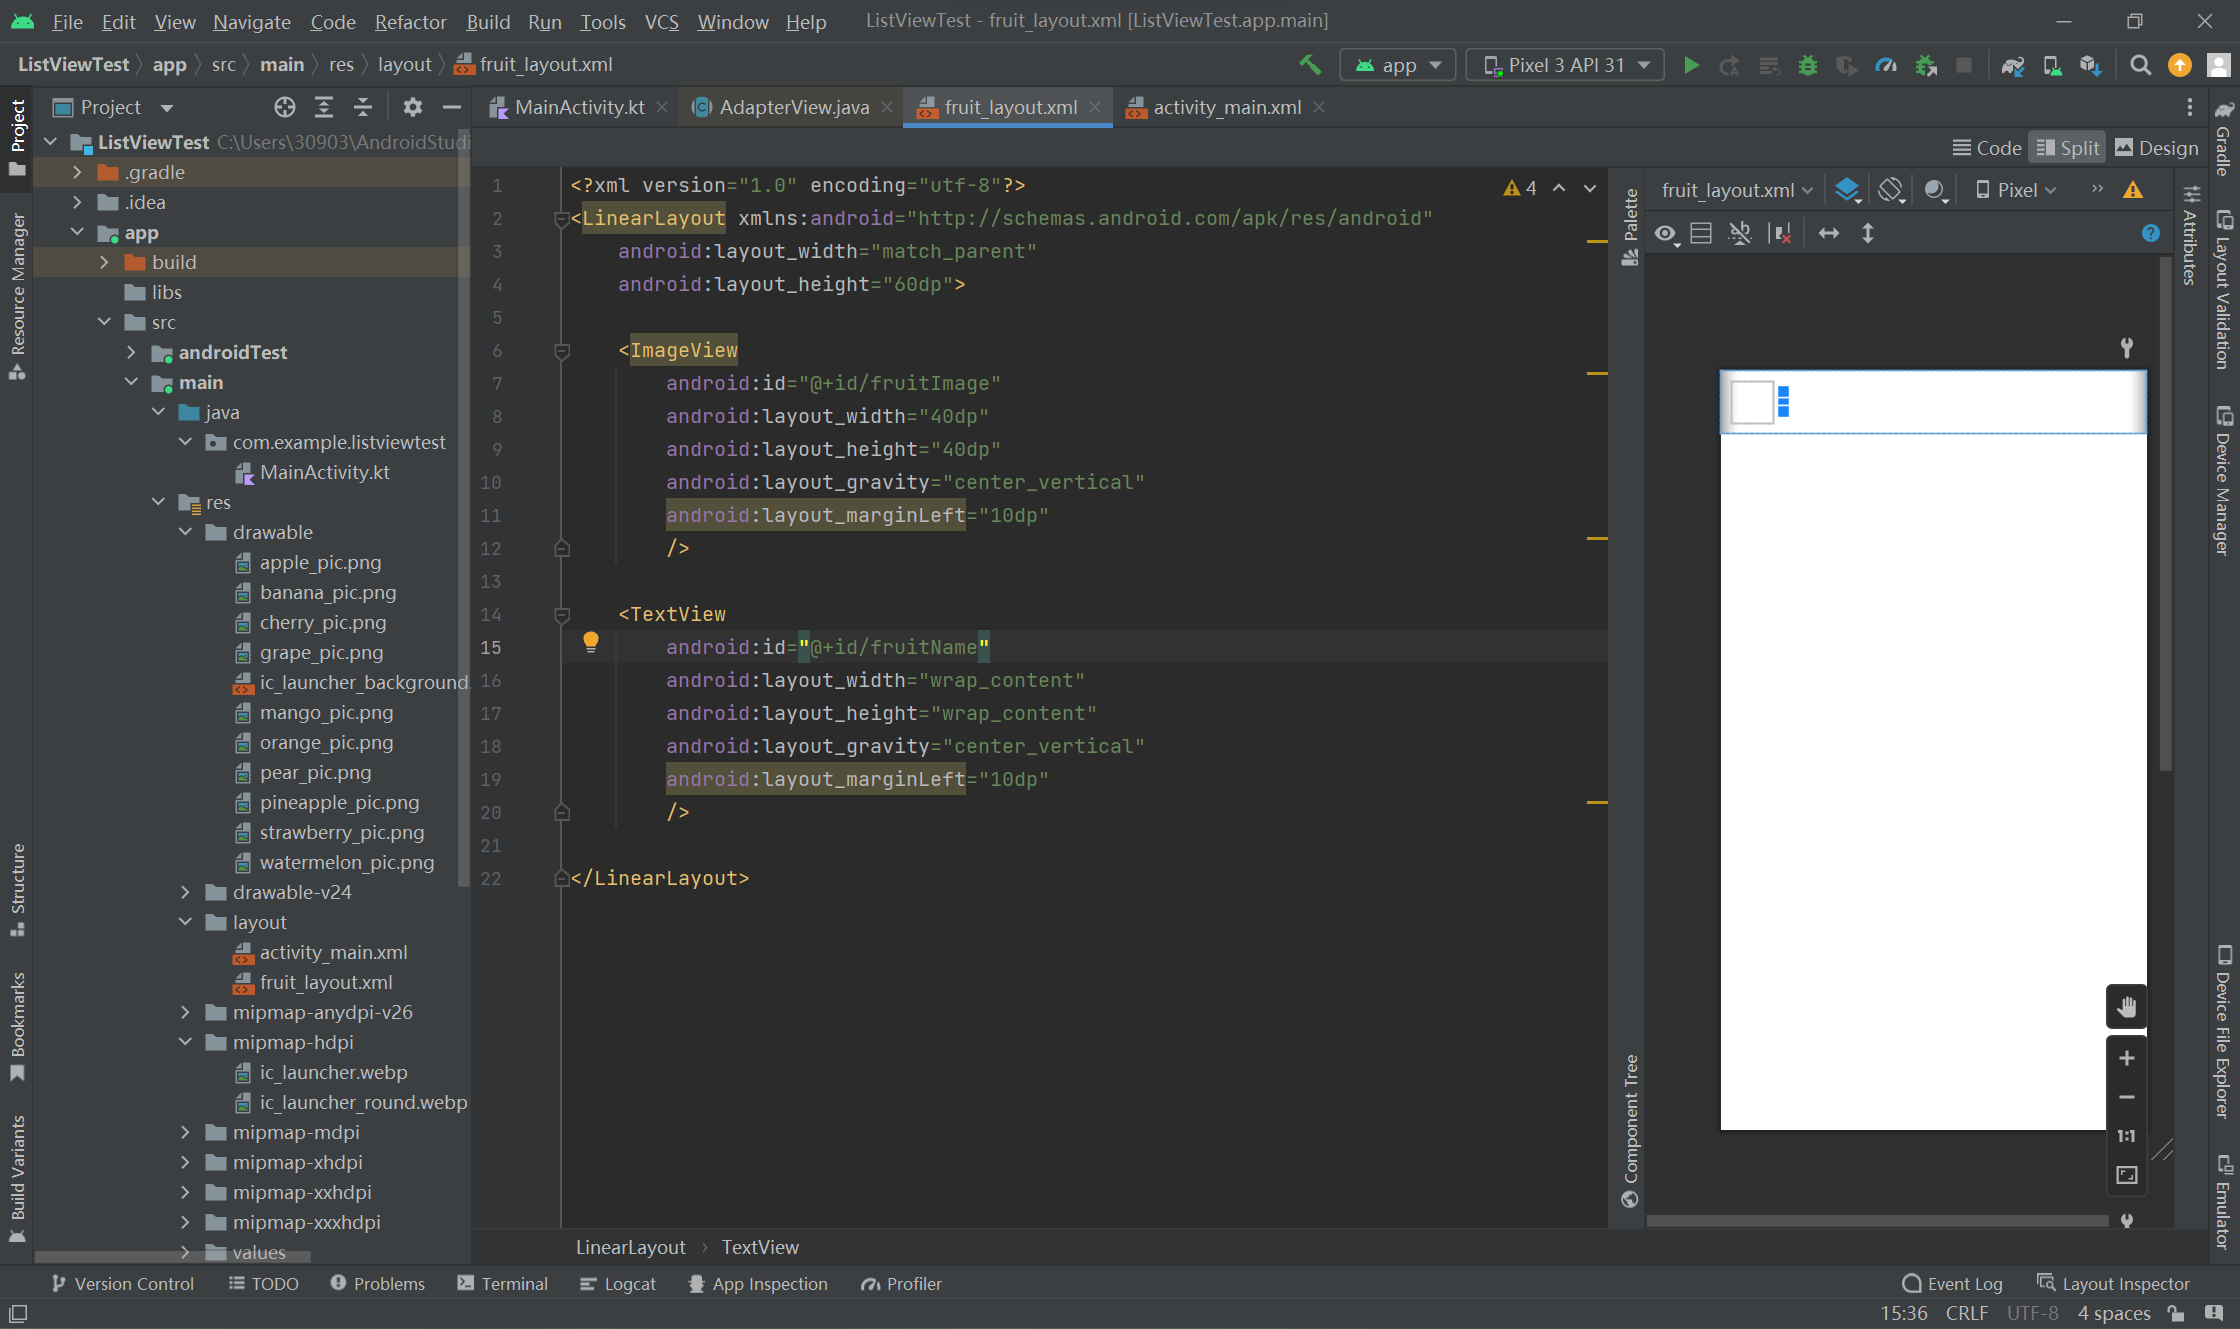 File Edit View Navigate Code Refactor Build Run Tools VCS Window Help ListViewTest - fruit_layout.xml [ListViewTest.app.main]
ListViewTest app src main res layout fruit_layout.xml app Pixel 3 API 31
Project MainActivity.kt AdapterView.java fruit_layout.xml activity_main.xml
Code Split Design
fruit_layout.xml Pixel
Project
Resource Manager
Structure
Bookmarks
Build Variants
ListViewTest C:\Users\30903\AndroidStudi
.gradle
.idea
app
build
libs
src
androidTest
main
java
com.example.listviewtest
MainActivity.kt
res
drawable
apple_pic.png
banana_pic.png
cherry_pic.png
grape_pic.png
ic_launcher_background.
mango_pic.png
orange_pic.png
pear_pic.png
pineapple_pic.png
strawberry_pic.png
watermelon_pic.png
drawable-v24
layout
activity_main.xml
fruit_layout.xml
mipmap-anydpi-v26
mipmap-hdpi
ic_launcher.webp
ic_launcher_round.webp
mipmap-mdpi
mipmap-xhdpi
mipmap-xxhdpi
mipmap-xxxhdpi
values
1 <?xml version="1.0" encoding="utf-8"?> 4
2 <LinearLayout xmlns:android="http://schemas.android.com/apk/res/android"
3 android:layout_width="match_parent"
4 android:layout_height="60dp">
5
6 <ImageView
7 android:id="@+id/fruitImage"
8 android:layout_width="40dp"
9 android:layout_height="40dp"
10 android:layout_gravity="center_vertical"
11 android:layout_marginLeft="10dp"
12 />
13
14 <TextView
15 android:id="@+id/fruitName"
16 android:layout_width="wrap_content"
17 android:layout_height="wrap_content"
18 android:layout_gravity="center_vertical"
19 android:layout_marginLeft="10dp"
20 />
21
22 </LinearLayout>
LinearLayout TextView
Palette
Component Tree
1:1
Attributes
Gradle
Layout Validation
Device Manager
Device File Explorer
Emulator
Version Control TODO Problems Terminal Logcat App Inspection Profiler Event Log Layout Inspector
15:36 CRLF UTF-8 4 spaces